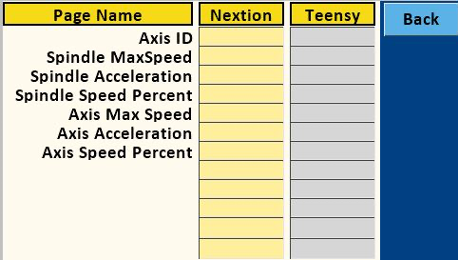 Page Name Nextion Teensy Back
Axis ID
Spindle MaxSpeed
Spindle Acceleration
Spindle Speed Percent
Axis Max Speed
Axis Acceleration
Axis Speed Percent